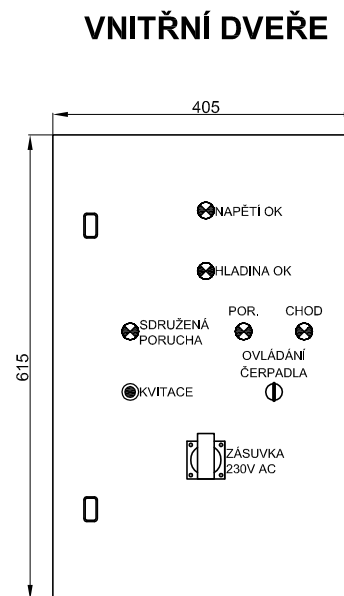 VNITŘNÍ DVEŘE
405
NAPĚTÍ OK
HLADINA OK
POR.
CHOD
SDRUŽENÁ
PORUCHA
OVLÁDÁNÍ
ČERPADLA
615
KVITACE
ZÁSUVKA
230V AC